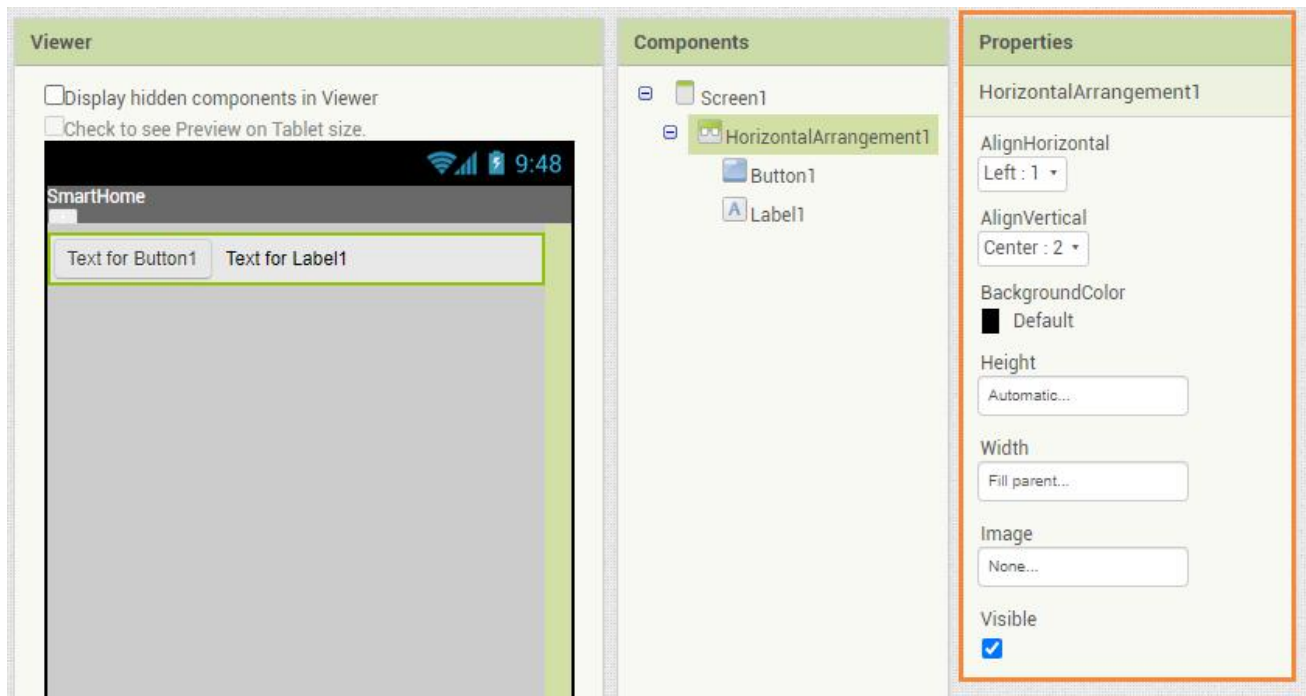 Viewer
Display hidden components in Viewer
Check to see Preview on Tablet size.
9:48
SmartHome
Text for Button1 Text for Label1
Components
Screen1
HorizontalArrangement1
Button1
A Label1
Properties
HorizontalArrangement1
AlignHorizontal
Left : 1
AlignVertical
Center : 2
BackgroundColor
Default
Height
Automatic...
Width
Fill parent...
Image
None...
Visible